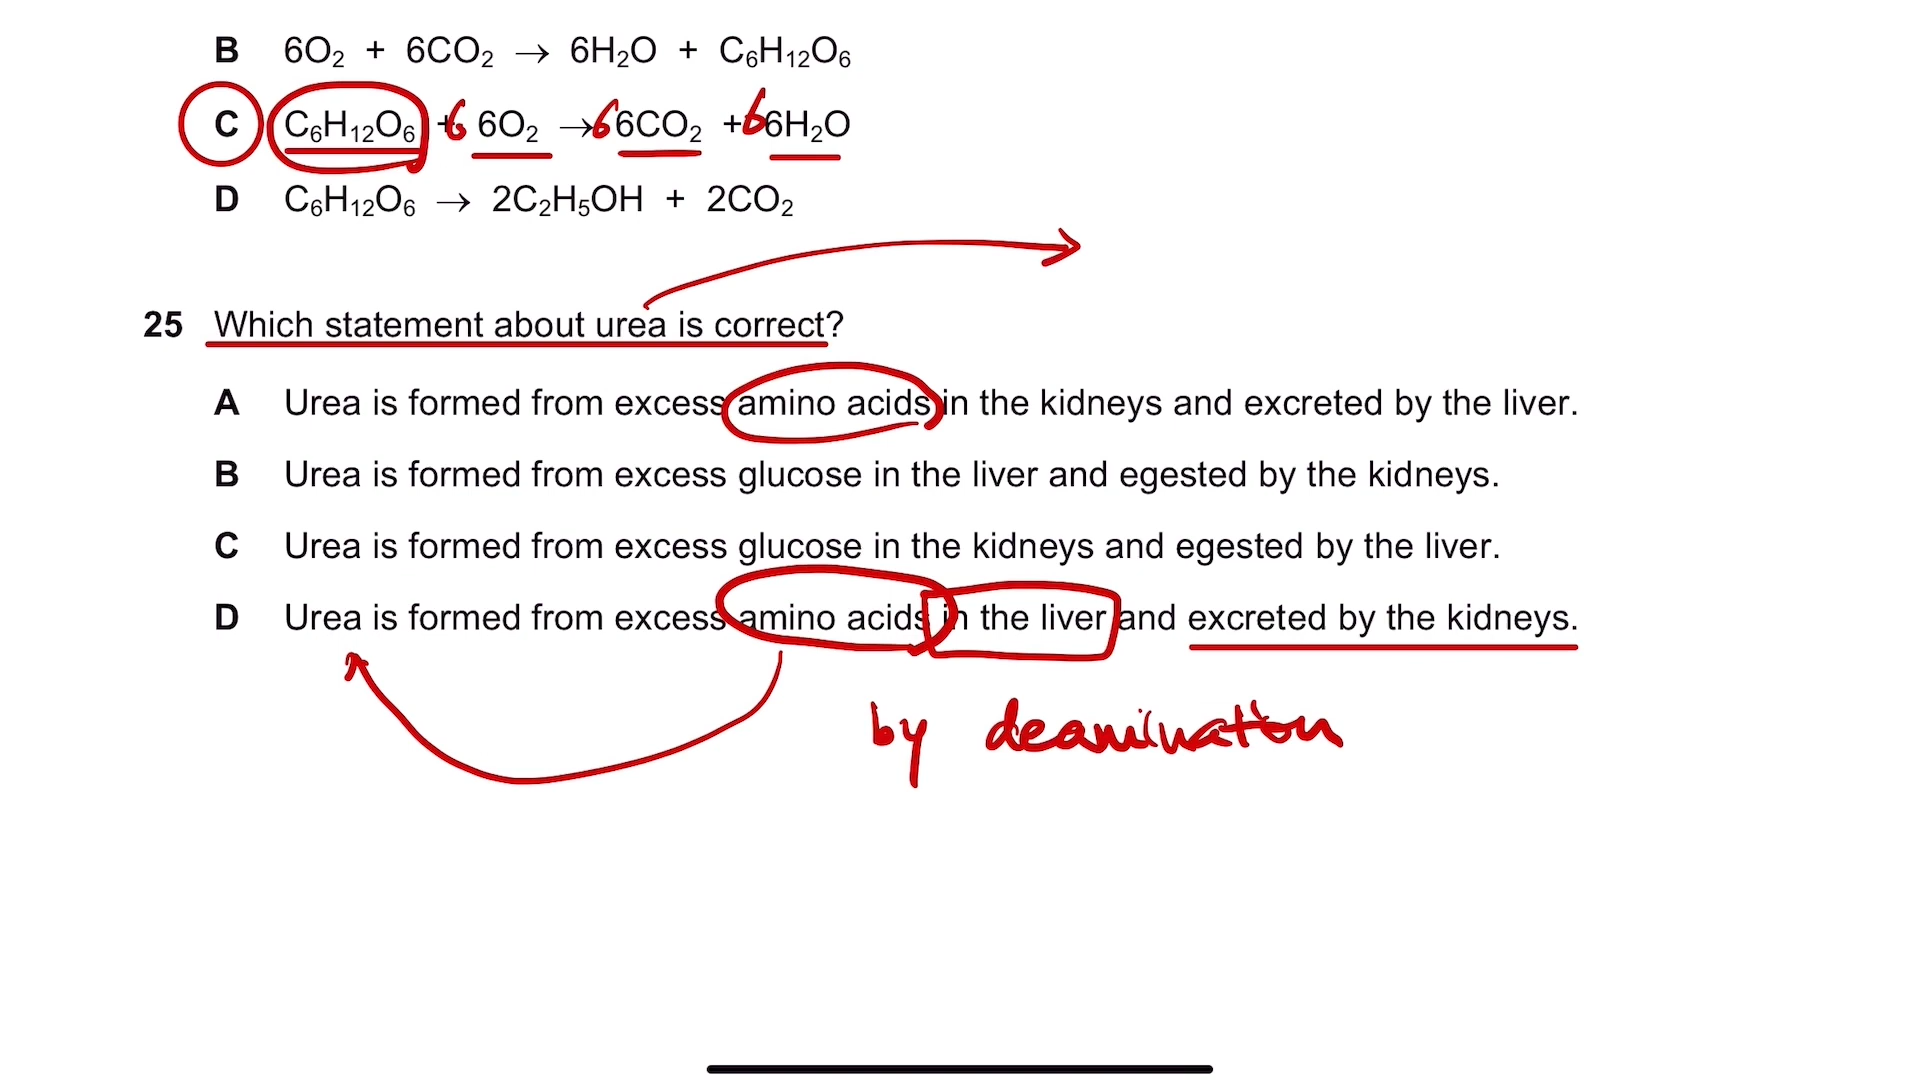 B 6O₂ + 6CO₂ → 6H₂O + C₆H₁₂O₆
C C₆H₁₂O₆ + 6 6O₂ → 6 6CO₂ + 6 6H₂O
D C₆H₁₂O₆ → 2C₂H₅OH + 2CO₂
25 Which statement about urea is correct?
A Urea is formed from excess amino acids in the kidneys and excreted by the liver.
B Urea is formed from excess glucose in the liver and egested by the kidneys.
C Urea is formed from excess glucose in the kidneys and egested by the liver.
D Urea is formed from excess amino acids in the liver and excreted by the kidneys.
by deamination